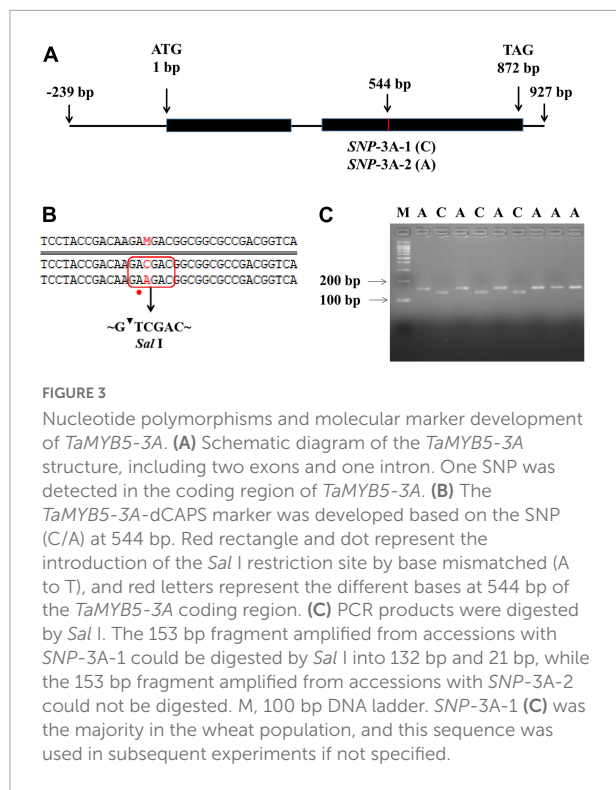 A
ATG
1 bp
TAG
872 bp
-239 bp
544 bp
927 bp
SNP-3A-1 (C)
SNP-3A-2 (A)
B
TCCTACCGACAAGAMGACGGCGGCGCCGACGGTCA
TCCTACCGACAAGACGACGGCGGCGCCGACGGTCA
TCCTACCGACAAGAAGACGGCGGCGCCGACGGTCA
~G▼TCGAC~
Sal I
C
M A C A C A C A A A
200 bp
100 bp
FIGURE 3
Nucleotide polymorphisms and molecular marker development
of TaMYB5-3A. (A) Schematic diagram of the TaMYB5-3A
structure, including two exons and one intron. One SNP was
detected in the coding region of TaMYB5-3A. (B) The
TaMYB5-3A-dCAPS marker was developed based on the SNP
(C/A) at 544 bp. Red rectangle and dot represent the
introduction of the Sal I restriction site by base mismatched (A
to T), and red letters represent the different bases at 544 bp of
the TaMYB5-3A coding region. (C) PCR products were digested
by Sal I. The 153 bp fragment amplified from accessions with
SNP-3A-1 could be digested by Sal I into 132 bp and 21 bp, while
the 153 bp fragment amplified from accessions with SNP-3A-2
could not be digested. M, 100 bp DNA ladder. SNP-3A-1 (C) was
the majority in the wheat population, and this sequence was
used in subsequent experiments if not specified.